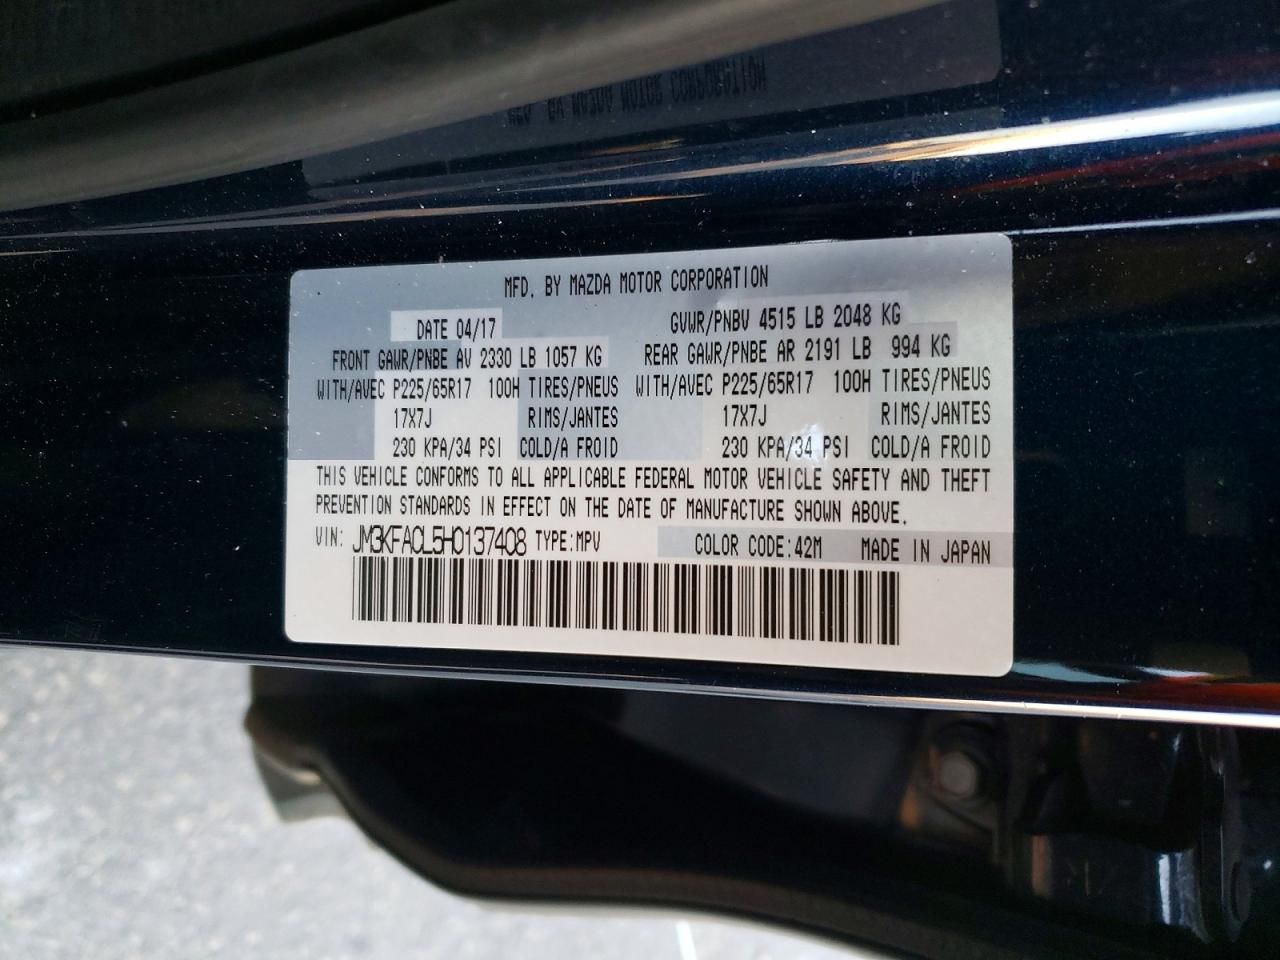 MFD. BY MAZDA MOTOR CORPORATION
DATE 04/17 GVWR/PNBV 4515 LB 2048 KG
FRONT GAWR/PNBE AV 2330 LB 1057 KG REAR GAWR/PNBE AR 2191 LB 994 KG
WITH/AVEC P225/65R17 100H TIRES/PNEUS WITH/AVEC P225/65R17 100H TIRES/PNEUS
17X7J RIMS/JANTES 17X7J RIMS/JANTES
230 KPA/34 PSI COLD/A FROID 230 KPA/34 PSI COLD/A FROID
THIS VEHICLE CONFORMS TO ALL APPLICABLE FEDERAL MOTOR VEHICLE SAFETY AND THEFT
PREVENTION STANDARDS IN EFFECT ON THE DATE OF MANUFACTURE SHOWN ABOVE.
VIN: JM3KFACL5H0137408 TYPE:MPV COLOR CODE:42M MADE IN JAPAN